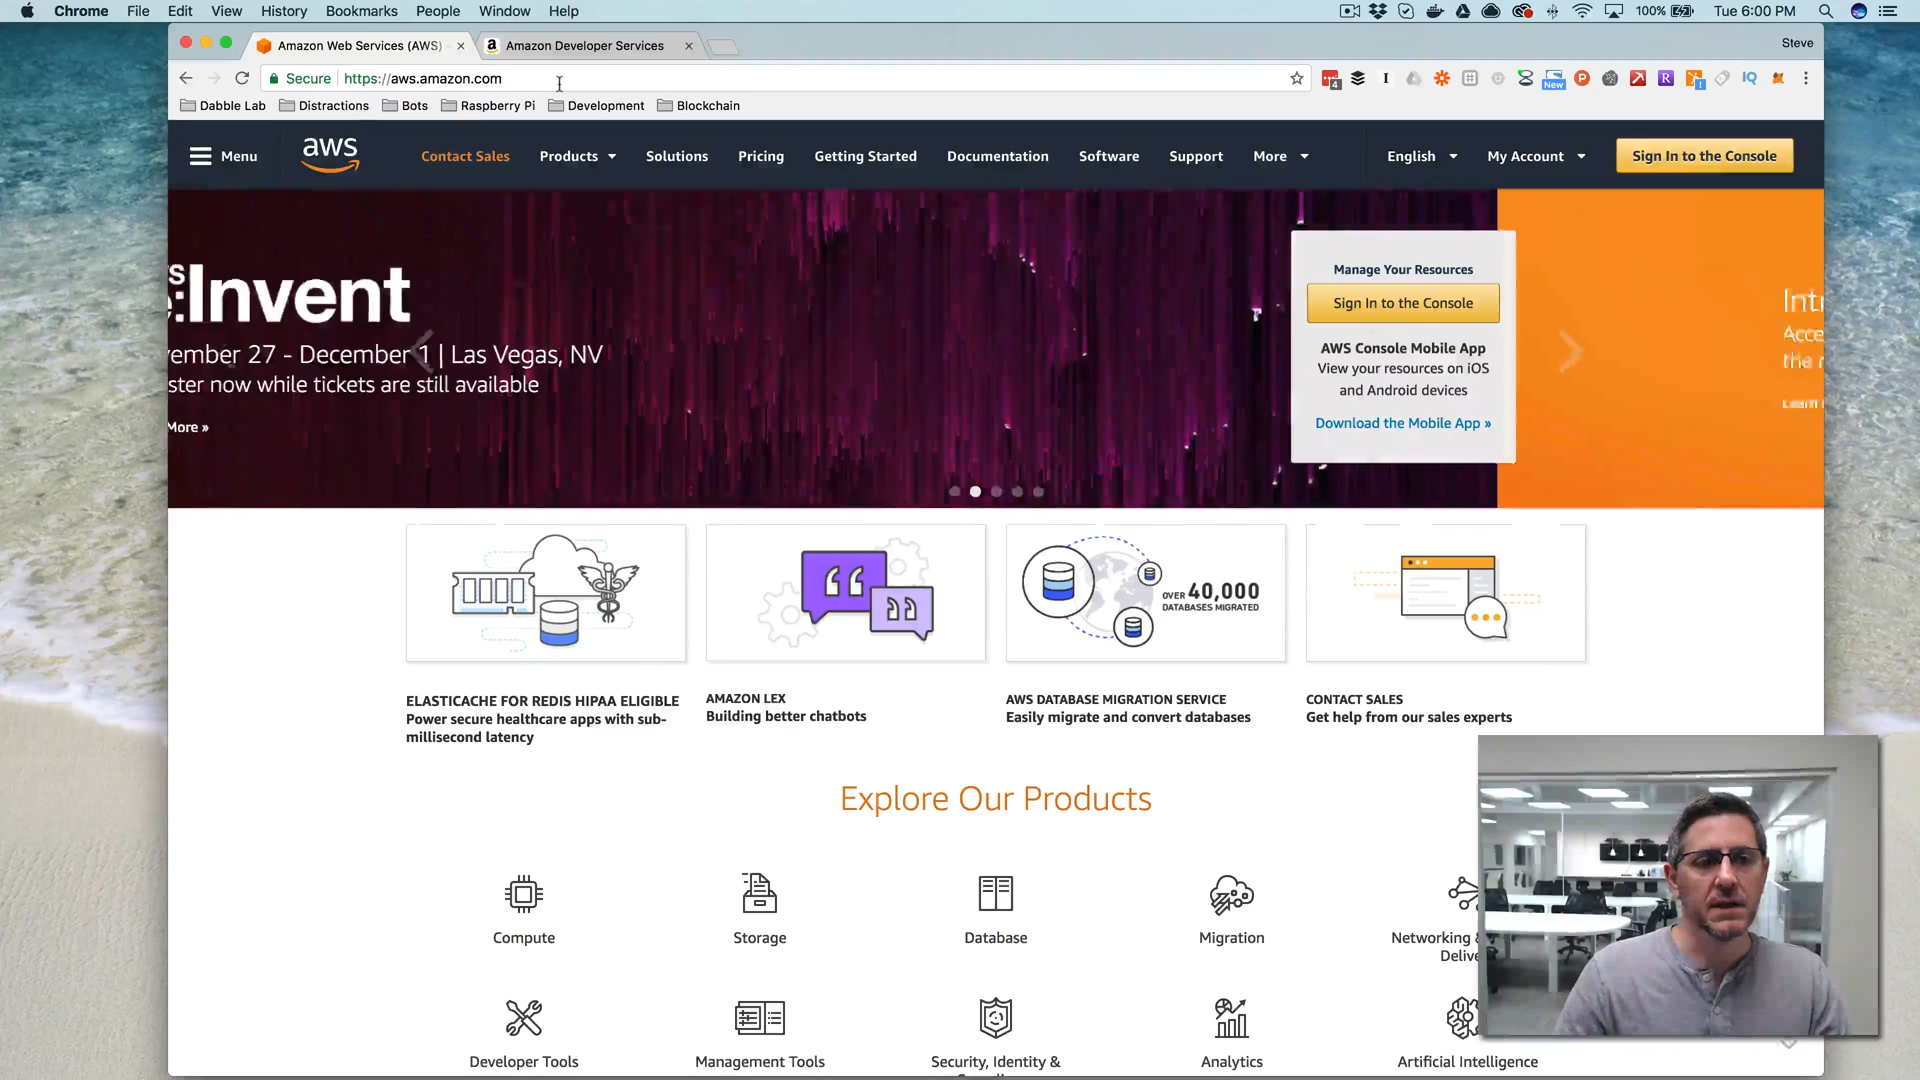 Chrome File Edit View History Bookmarks People Window Help 100% Tue 6:00 PM
Amazon Web Services (AWS) Amazon Developer Services Steve
Secure https://aws.amazon.com 4 New 1 IQ
Dabble Lab Distractions Bots Raspberry Pi Development Blockchain
Menu aws Contact Sales Products Solutions Pricing Getting Started Documentation Software Support More English My Account Sign In to the Console
:Invent
vember 27 - December 1 | Las Vegas, NV
ster now while tickets are still available
More »
Manage Your Resources
Sign In to the Console
AWS Console Mobile App
View your resources on iOS
and Android devices
Download the Mobile App »
Intr
Acce
the r
OVER 40,000
DATABASES MIGRATED
ELASTICACHE FOR REDIS HIPAA ELIGIBLE
Power secure healthcare apps with sub-
millisecond latency
AMAZON LEX
Building better chatbots
AWS DATABASE MIGRATION SERVICE
Easily migrate and convert databases
CONTACT SALES
Get help from our sales experts
Explore Our Products
Compute
Storage
Database
Migration
Networking &
Delive
Developer Tools
Management Tools
Security, Identity &
Analytics
Artificial Intelligence